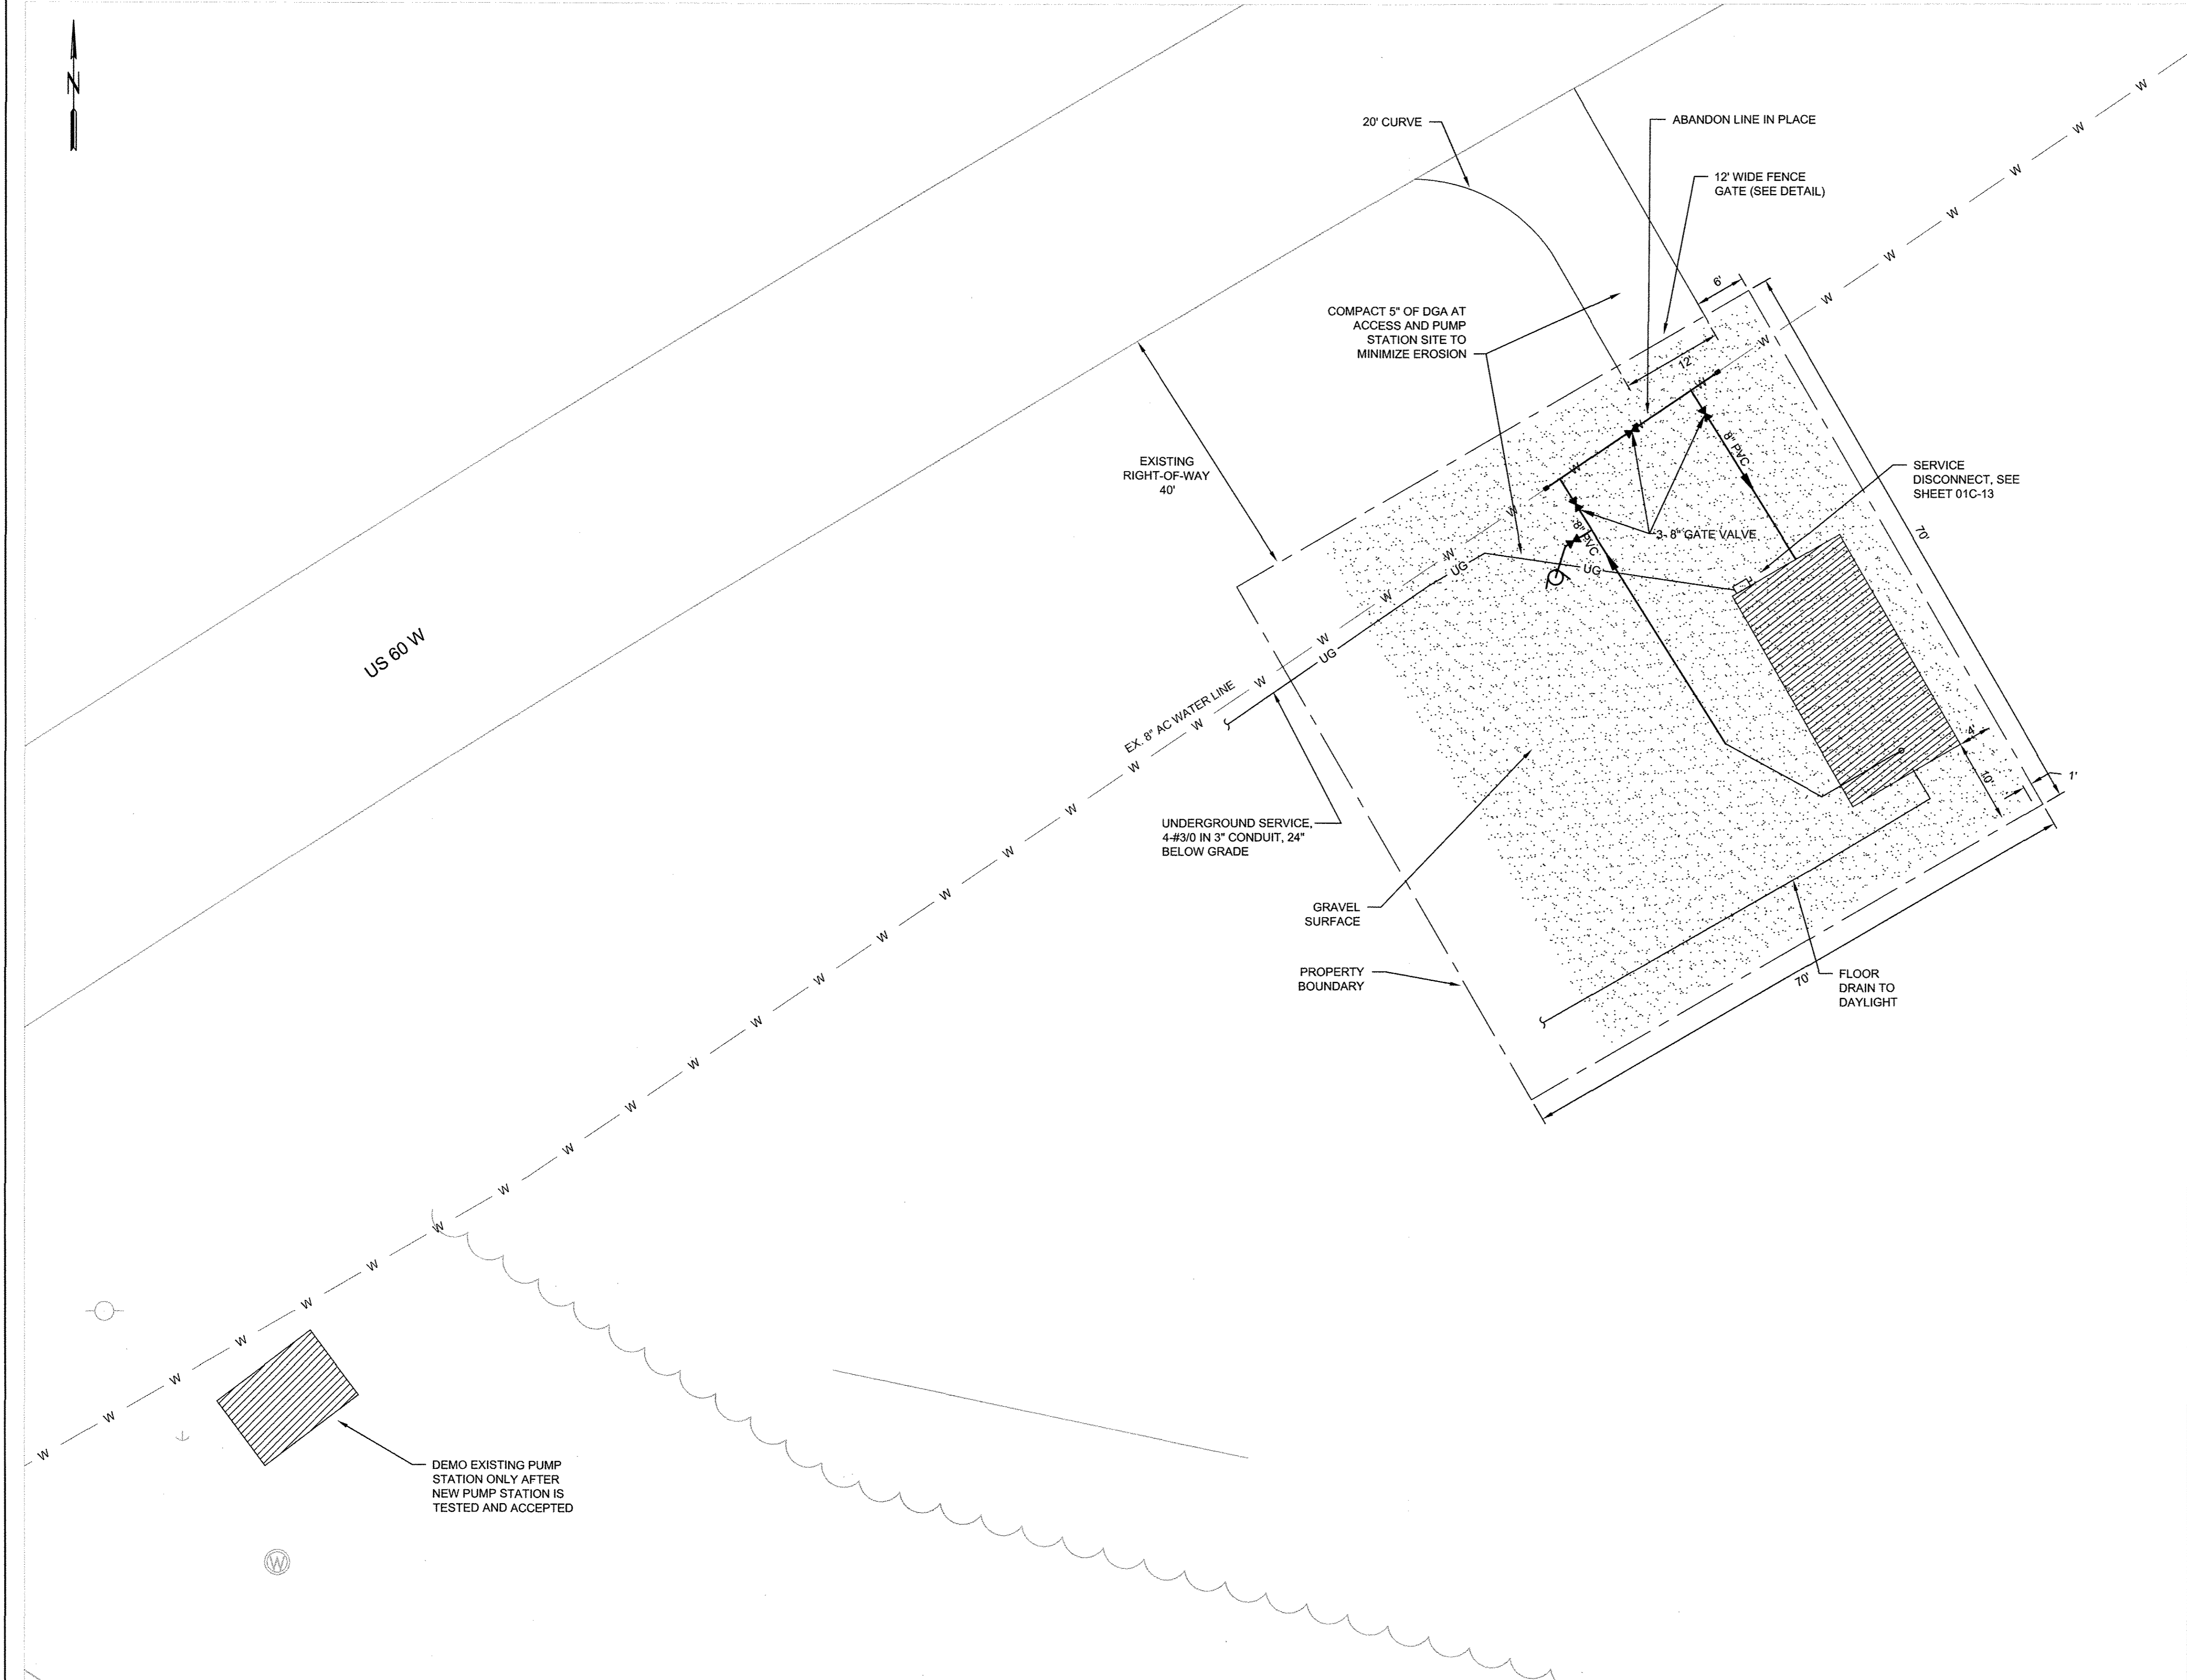 N
20' CURVE
ABANDON LINE IN PLACE
12' WIDE FENCE
GATE (SEE DETAIL)
6'
COMPACT 5" OF DGA AT
ACCESS AND PUMP
STATION SITE TO
MINIMIZE EROSION
12'
EXISTING
RIGHT-OF-WAY
40'
8" PVC
SERVICE
DISCONNECT, SEE
SHEET 01C-13
3- 8" GATE VALVE
8" PVC
70'
UG
UG
UG
US 60 W
EX. 8" AC WATER LINE
W W W W W W W W W W W W W W W W W W W W W W W W W W W W W W W W W W W
4'
10'
1'
UNDERGROUND SERVICE,
4-#3/0 IN 3" CONDUIT, 24"
BELOW GRADE
GRAVEL
SURFACE
PROPERTY
BOUNDARY
70'
FLOOR
DRAIN TO
DAYLIGHT
DEMO EXISTING PUMP
STATION ONLY AFTER
NEW PUMP STATION IS
TESTED AND ACCEPTED
W